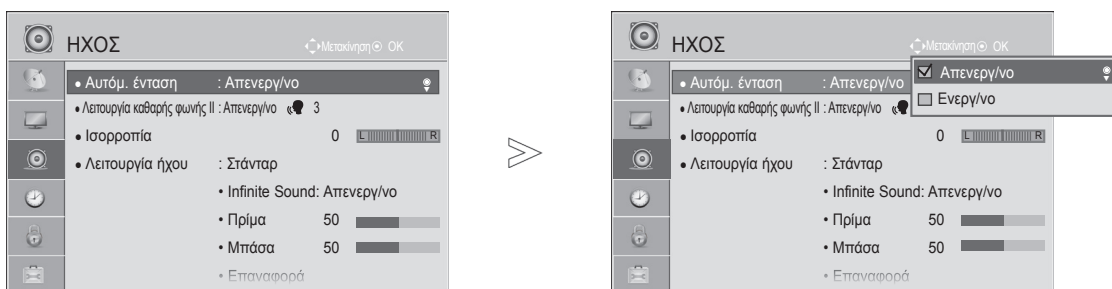 ΗΧΟΣ
Μετακίνηση OK
• Αυτόμ. ένταση : Απενεργ/νο
• Λειτουργία καθαρής φωνής II : Απενεργ/νο 3
• Ισορροπία 0 L R
• Λειτουργία ήχου : Στάνταρ
• Infinite Sound: Απενεργ/νο
• Πρίμα 50
• Μπάσα 50
• Επαναφορά
ΗΧΟΣ
Μετακίνηση OK
• Αυτόμ. ένταση : Απενεργ/νο
Απενεργ/νο
Ενεργ/νο
• Λειτουργία καθαρής φωνής II : Απενεργ/νο
• Ισορροπία 0 L R
• Λειτουργία ήχου : Στάνταρ
• Infinite Sound: Απενεργ/νο
• Πρίμα 50
• Μπάσα 50
• Επαναφορά